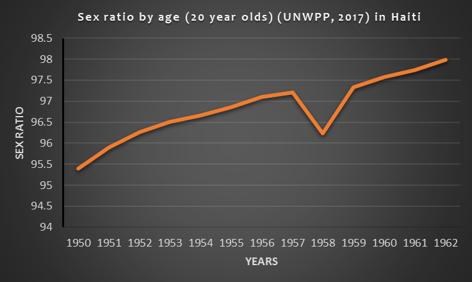 Sex ratio by age (20 year olds) (UNWPP, 2017) in Haiti
98.5
98
97.5
97
96.5
96
95.5
95
94.5
94
SEX RATIO
1950 1951 1952 1953 1954 1955 1956 1957 1958 1959 1960 1961 1962
YEARS